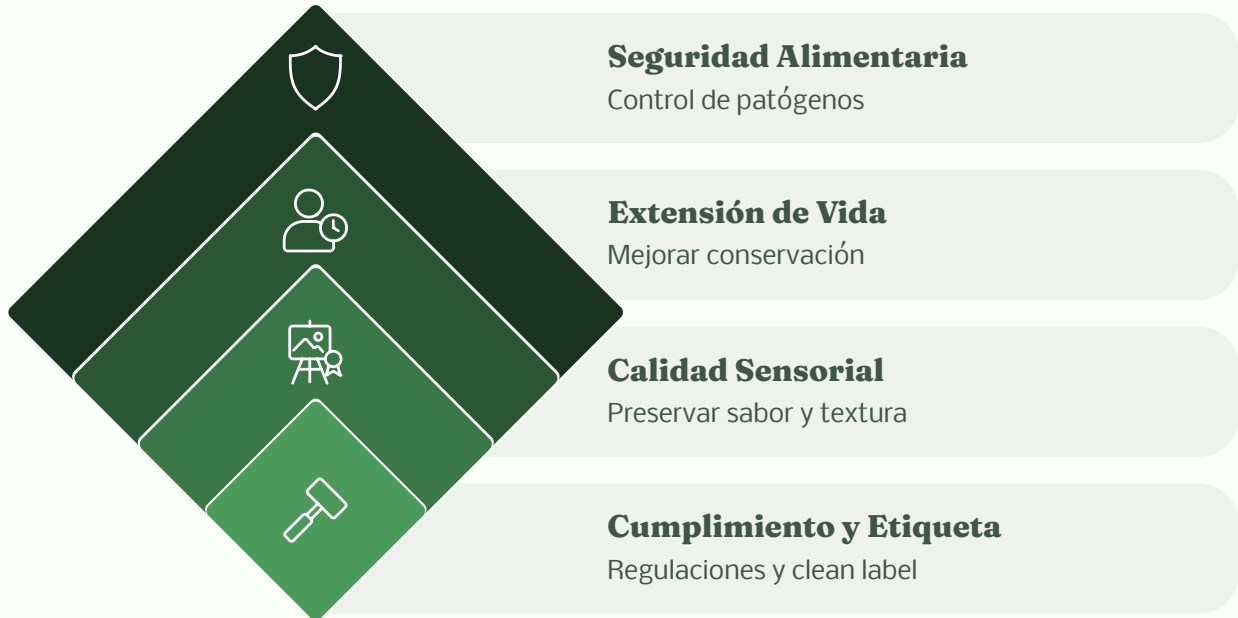 Seguridad Alimentaria
Control de patógenos
Extensión de Vida
Mejorar conservación
Calidad Sensorial
Preservar sabor y textura
Cumplimiento y Etiqueta
Regulaciones y clean label